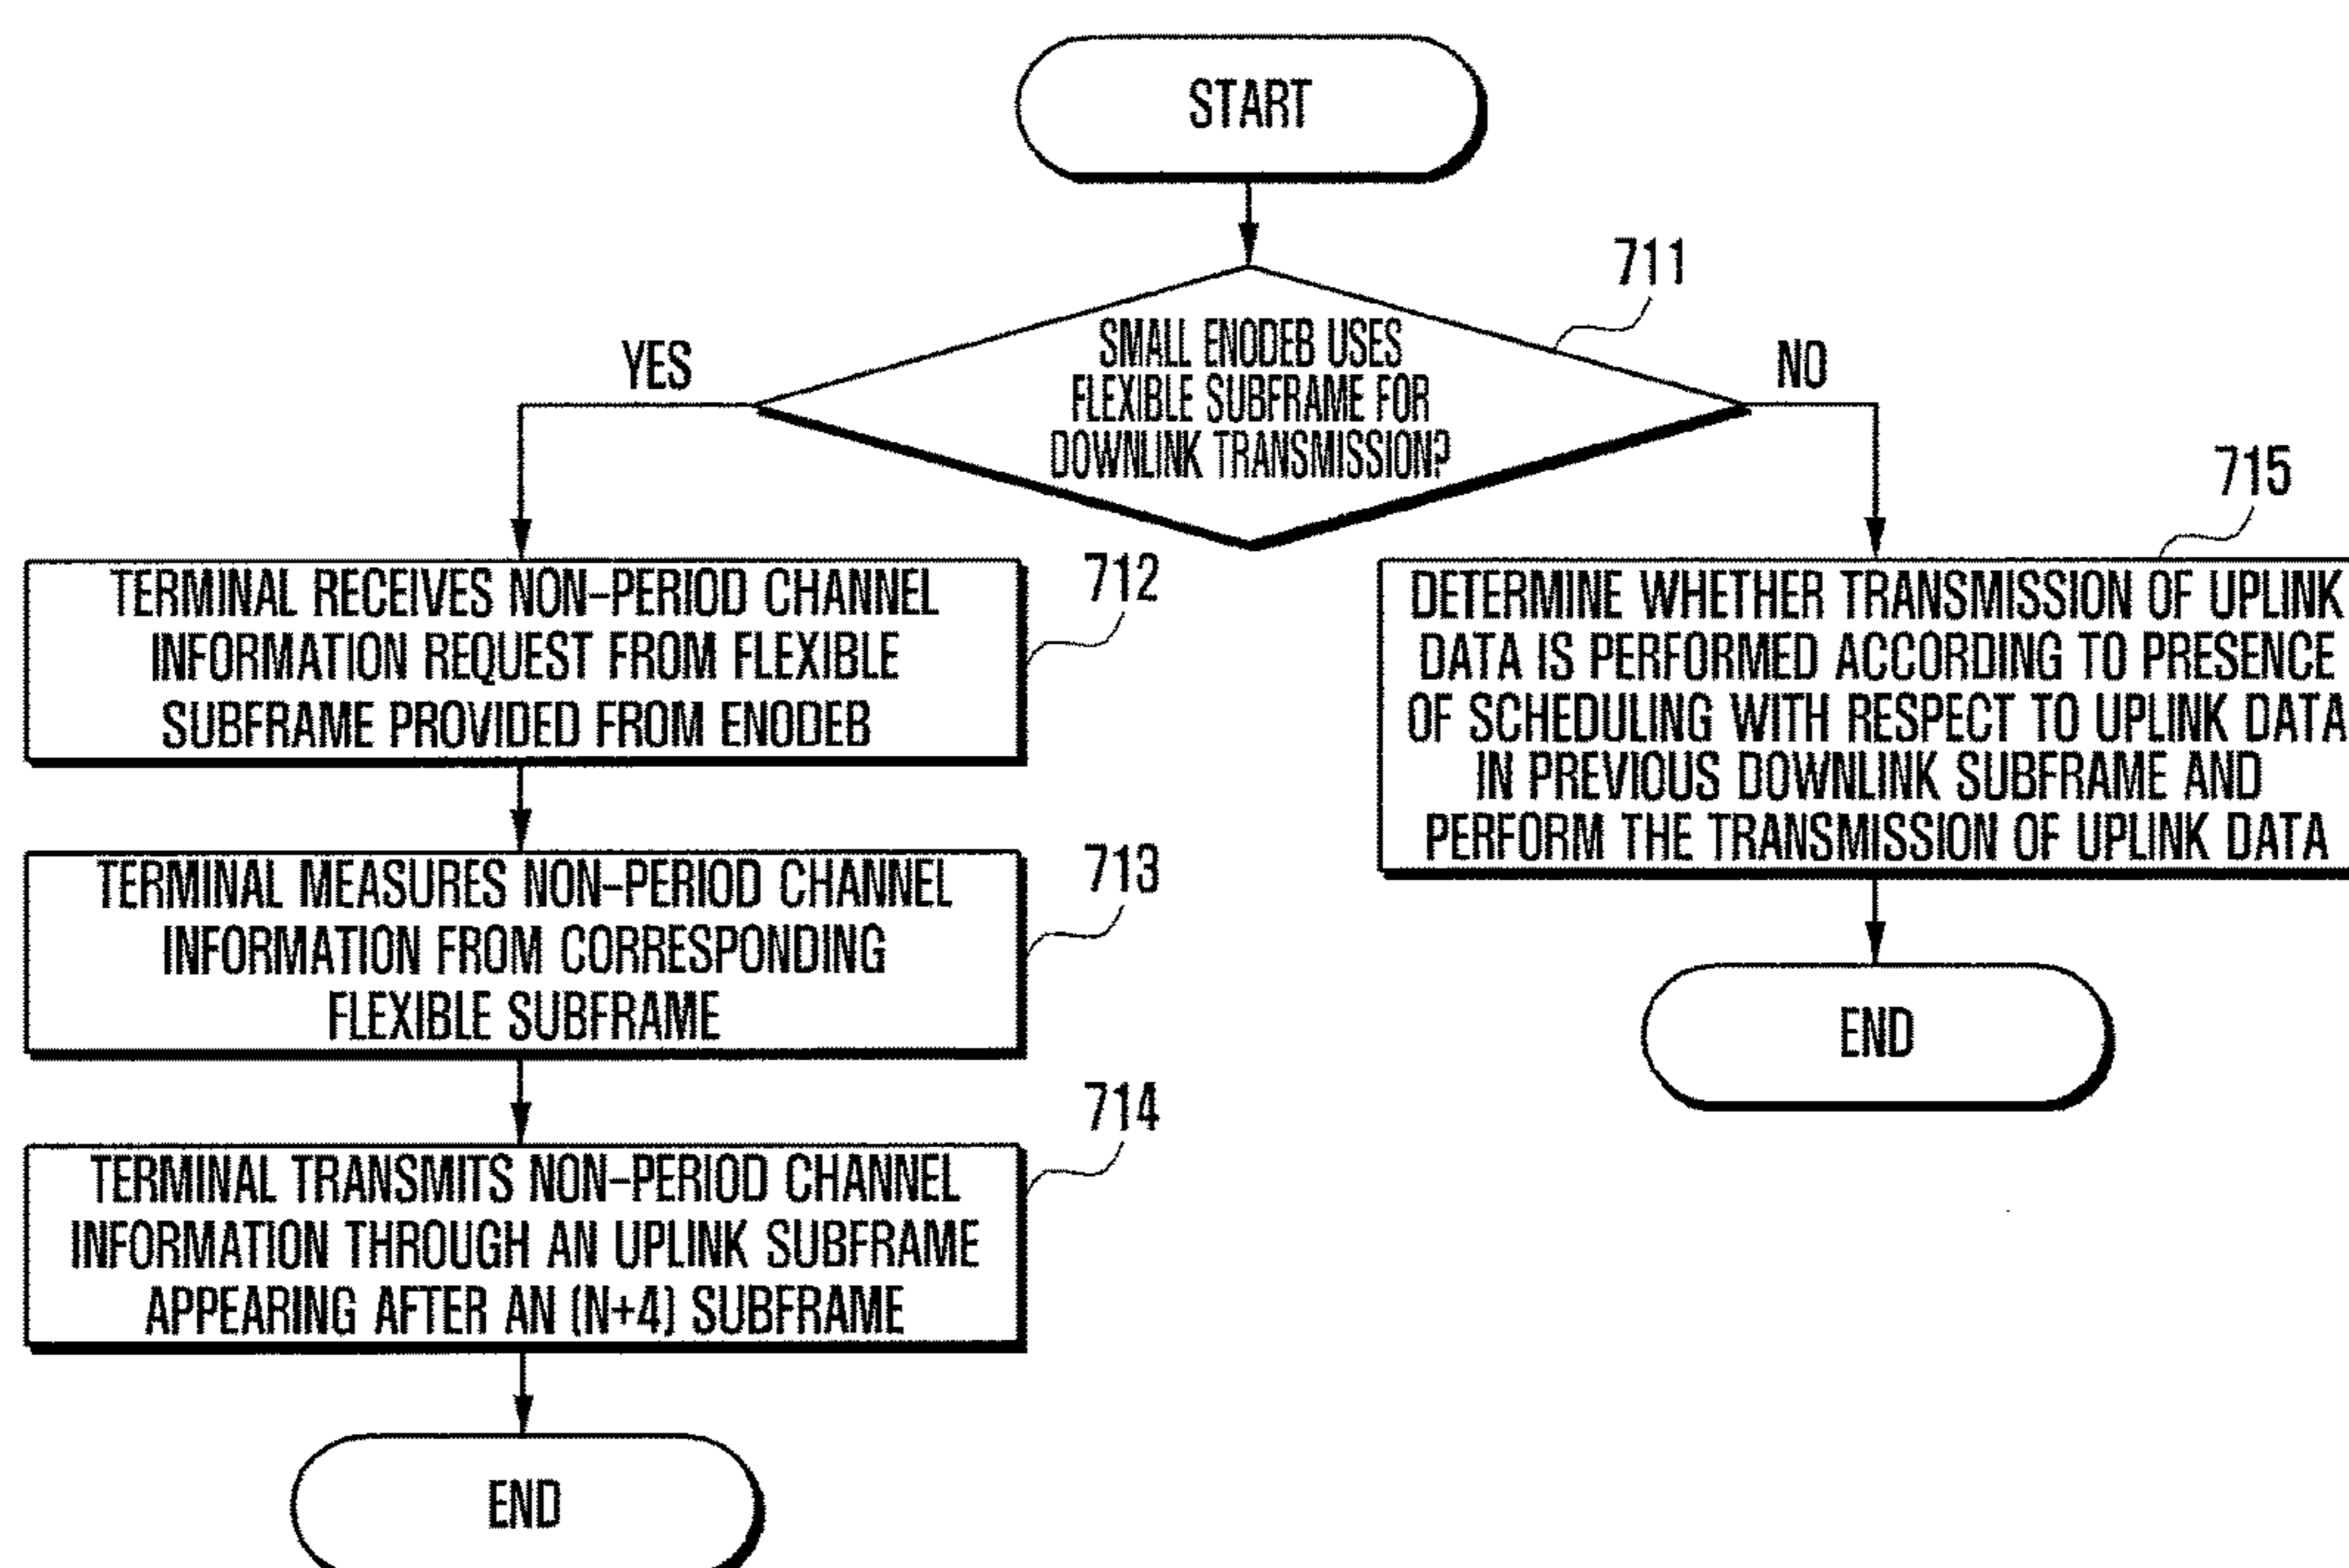 START
711
SMALL ENODEB USES
FLEXIBLE SUBFRAME FOR
DOWNLINK TRANSMISSION?
YES
NO
712
TERMINAL RECEIVES NON-PERIOD CHANNEL
INFORMATION REQUEST FROM FLEXIBLE
SUBFRAME PROVIDED FROM ENODEB
713
TERMINAL MEASURES NON-PERIOD CHANNEL
INFORMATION FROM CORRESPONDING
FLEXIBLE SUBFRAME
714
TERMINAL TRANSMITS NON-PERIOD CHANNEL
INFORMATION THROUGH AN UPLINK SUBFRAME
APPEARING AFTER AN (N+4) SUBFRAME
END
715
DETERMINE WHETHER TRANSMISSION OF UPLINK
DATA IS PERFORMED ACCORDING TO PRESENCE
OF SCHEDULING WITH RESPECT TO UPLINK DATA
IN PREVIOUS DOWNLINK SUBFRAME AND
PERFORM THE TRANSMISSION OF UPLINK DATA
END